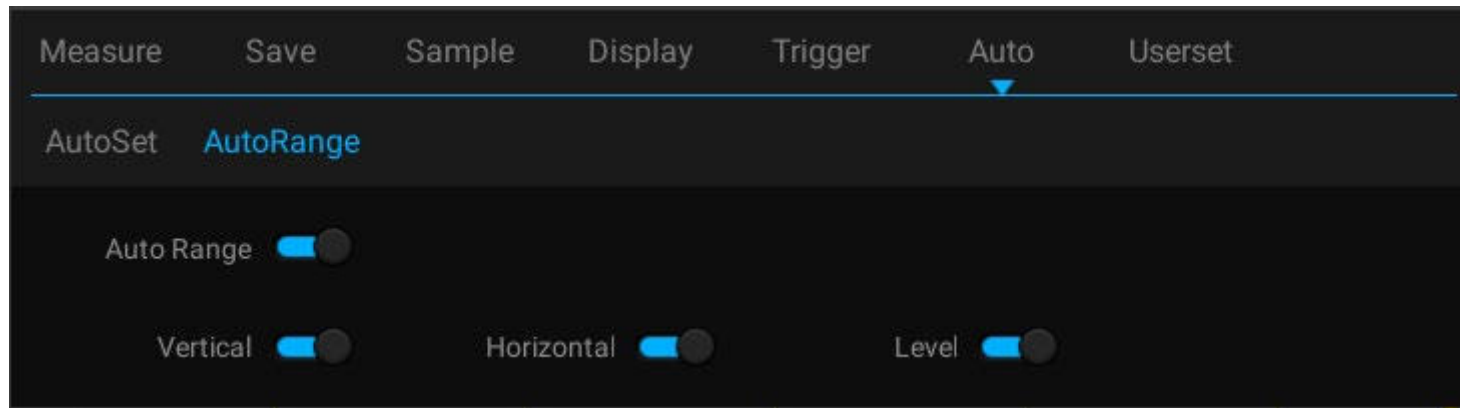 Measure Save Sample Display Trigger Auto Userset
AutoSet AutoRange
Auto Range
Vertical Horizontal Level